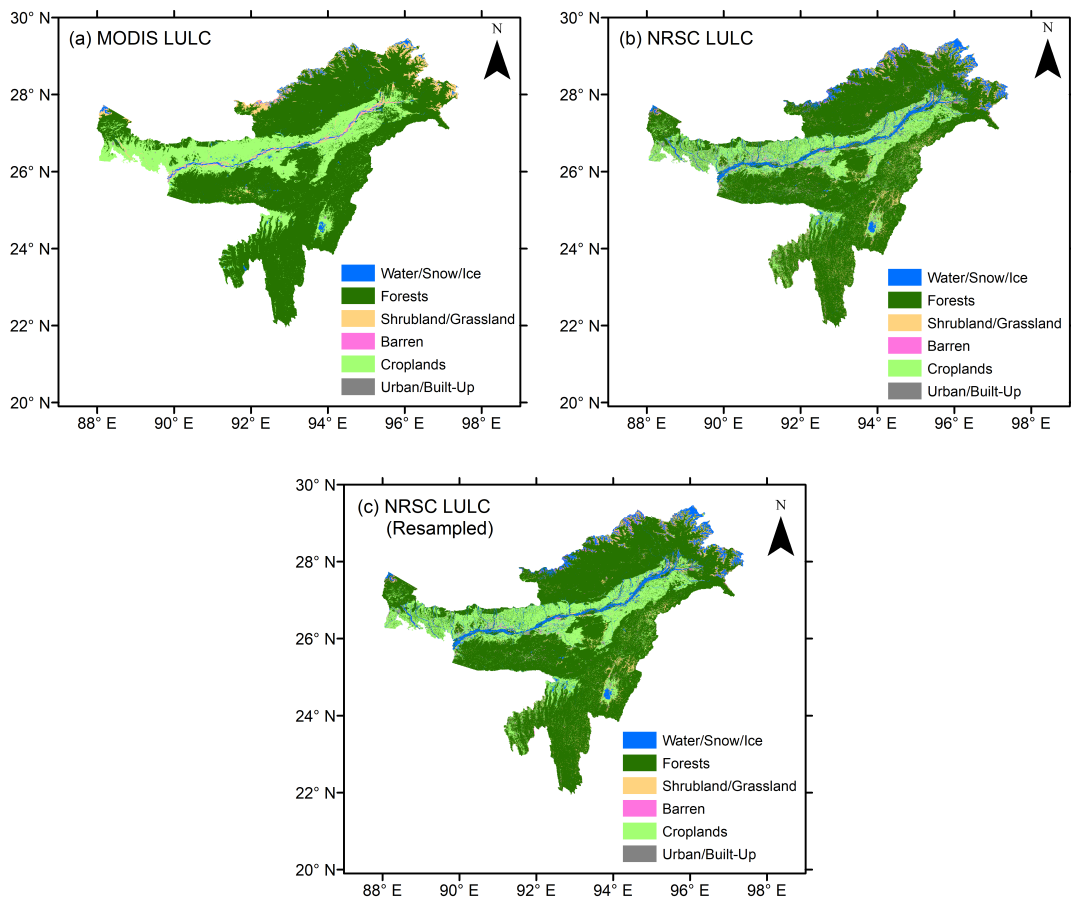 (a) MODIS LULC
N
30° N
28° N
26° N
24° N
22° N
20° N
88° E
90° E
92° E
94° E
96° E
98° E
Water/Snow/Ice
Forests
Shrubland/Grassland
Barren
Croplands
Urban/Built-Up
(b) NRSC LULC
N
30° N
28° N
26° N
24° N
22° N
20° N
88° E
90° E
92° E
94° E
96° E
98° E
Water/Snow/Ice
Forests
Shrubland/Grassland
Barren
Croplands
Urban/Built-Up
(c) NRSC LULC
(Resampled)
N
30° N
28° N
26° N
24° N
22° N
20° N
88° E
90° E
92° E
94° E
96° E
98° E
Water/Snow/Ice
Forests
Shrubland/Grassland
Barren
Croplands
Urban/Built-Up